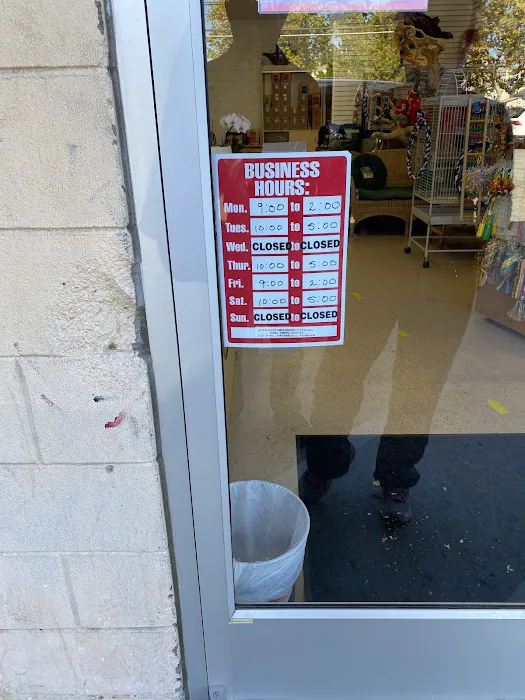 BUSINESS
HOURS:
Mon. 9:00 to 2:00
Tues. 10:00 to 5:00
Wed. CLOSED to CLOSED
Thur. 10:00 to 5:00
Fri. 9:00 to 2:00
Sat. 10:00 to 5:00
Sun. CLOSED to CLOSED